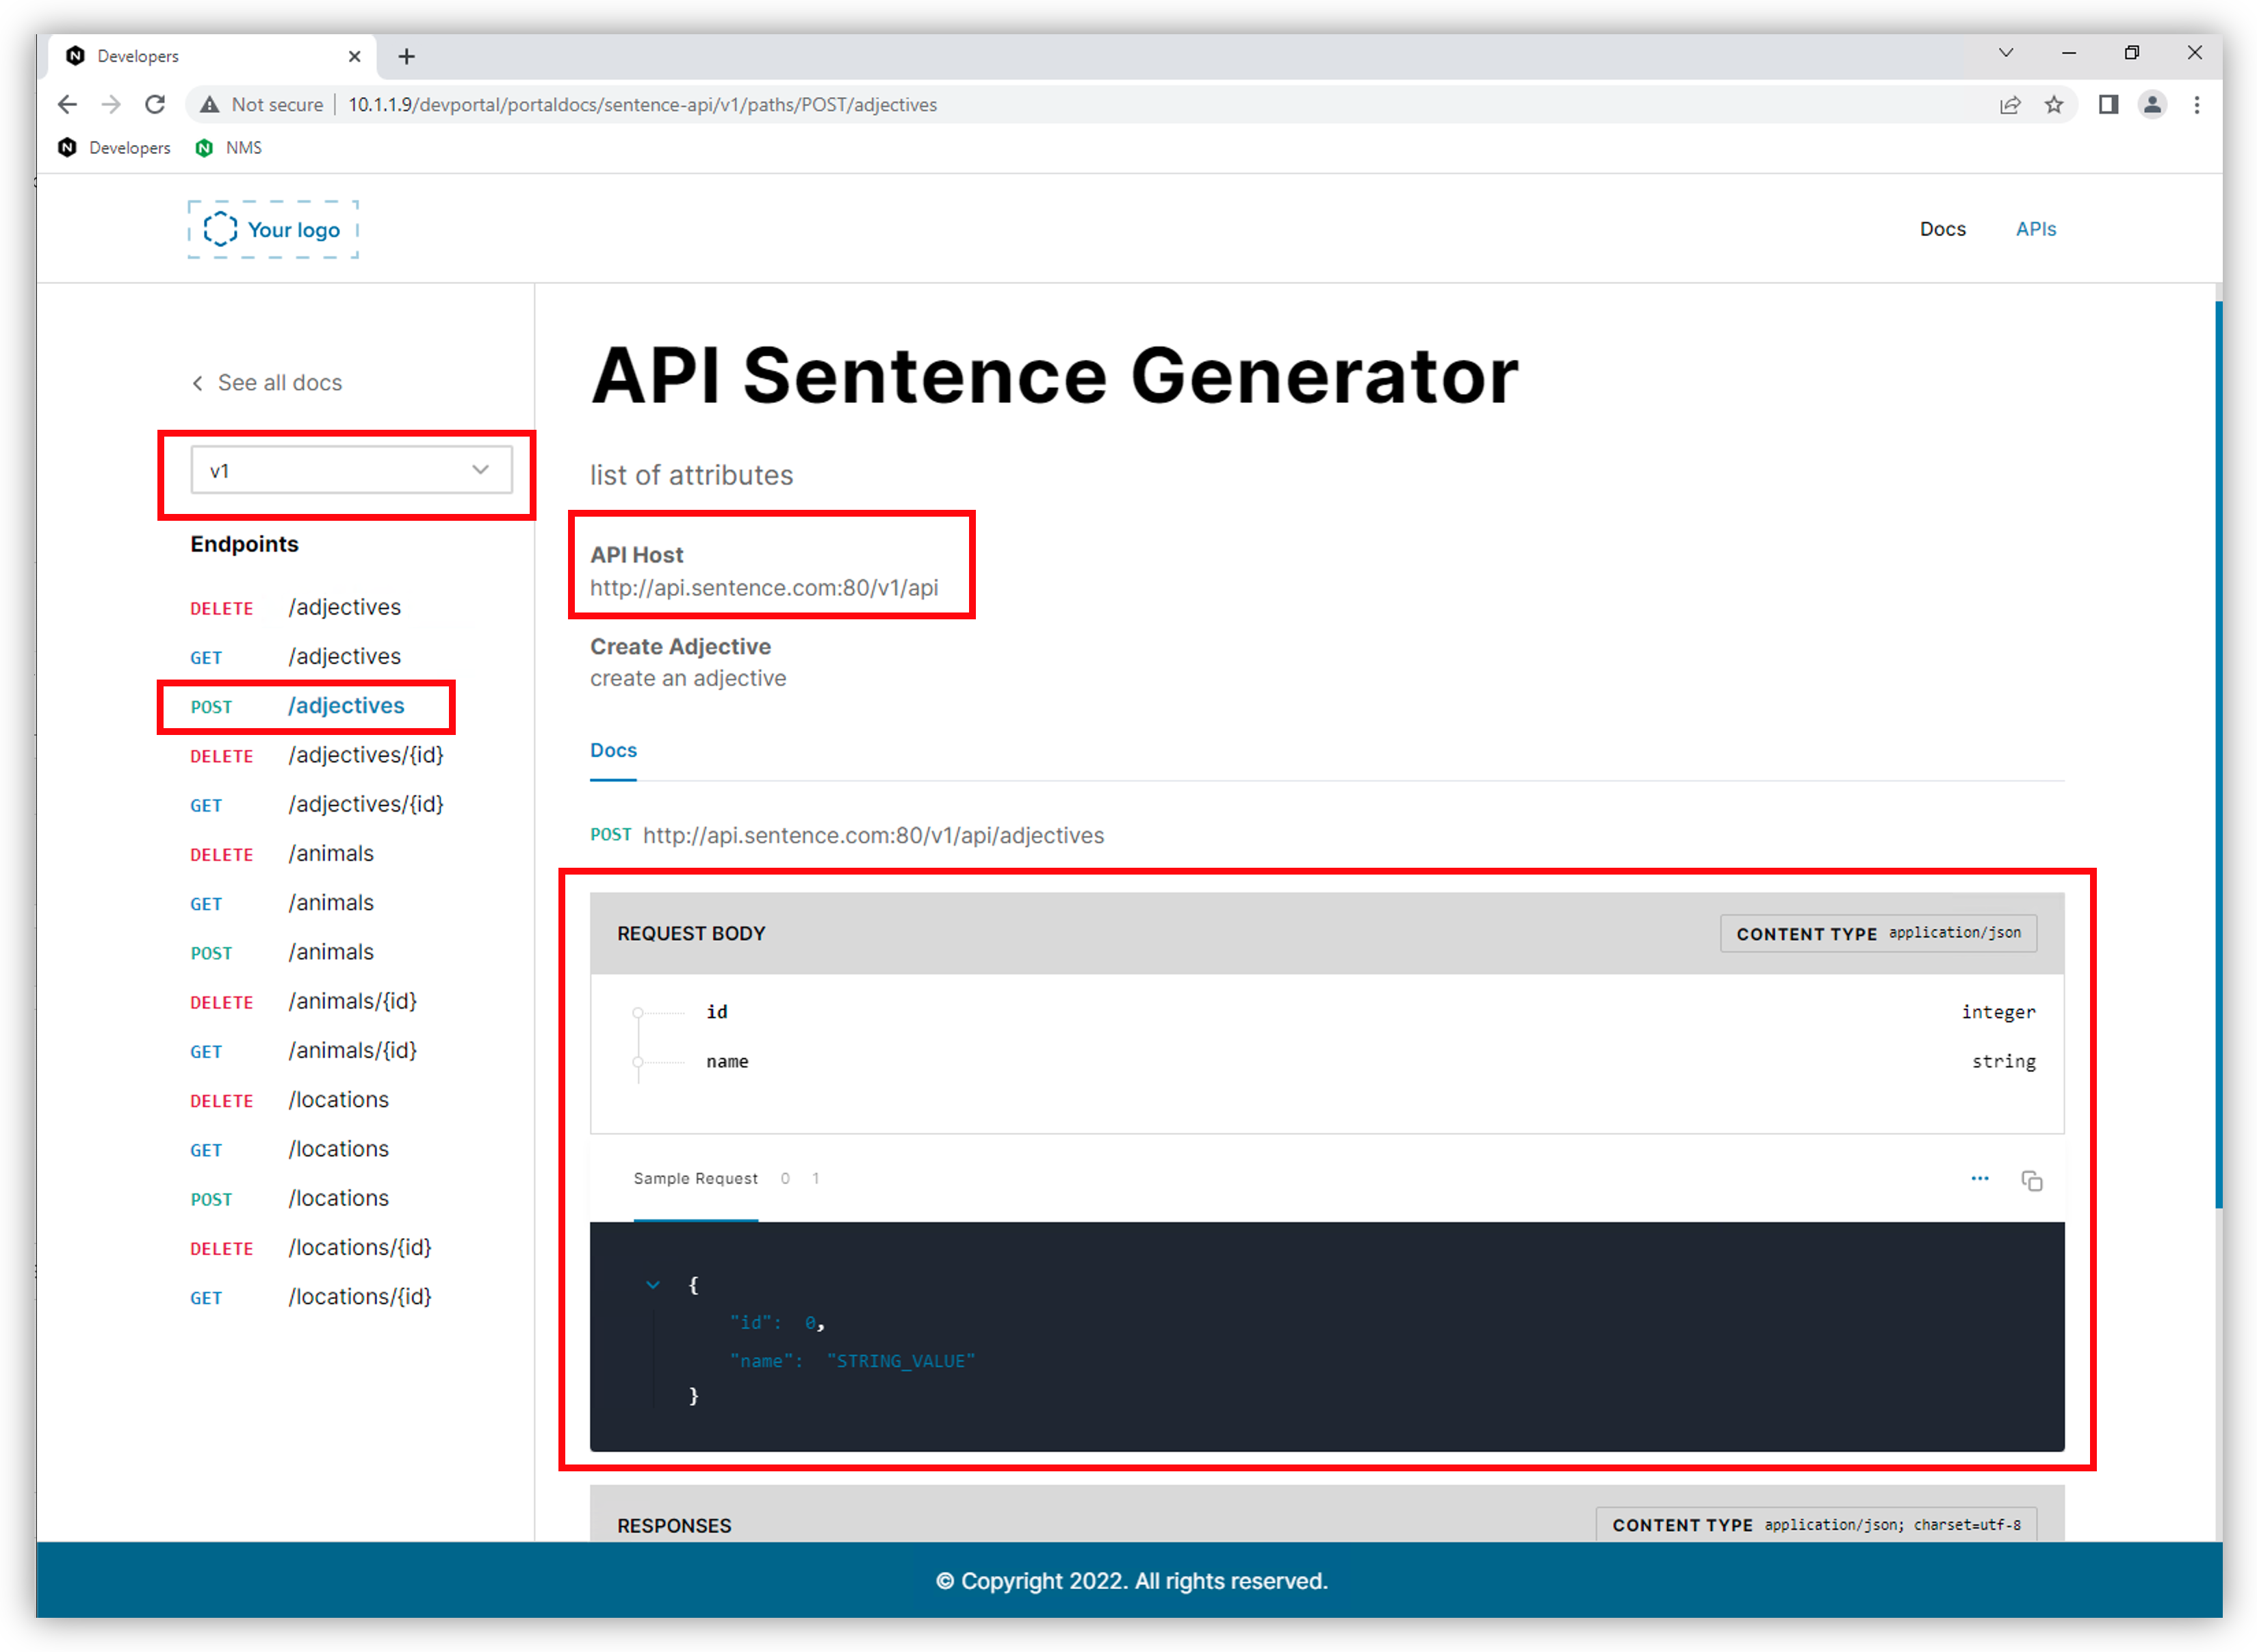 Developers
Not secure 10.1.1.9/devportal/portaldocs/sentence-api/v1/paths/POST/adjectives
Developers NMS
Your logo
Docs APIs
See all docs
v1
Endpoints
DELETE /adjectives
GET /adjectives
POST /adjectives
DELETE /adjectives/{id}
GET /adjectives/{id}
DELETE /animals
GET /animals
POST /animals
DELETE /animals/{id}
GET /animals/{id}
DELETE /locations
GET /locations
POST /locations
DELETE /locations/{id}
GET /locations/{id}
API Sentence Generator
list of attributes
API Host
http://api.sentence.com:80/v1/api
Create Adjective
create an adjective
Docs
POST http://api.sentence.com:80/v1/api/adjectives
REQUEST BODY CONTENT TYPE application/json
id integer
name string
Sample Request 0 1
{
"id": 0,
"name": "STRING_VALUE"
}
RESPONSES CONTENT TYPE application/json; charset=utf-8
© Copyright 2022. All rights reserved.